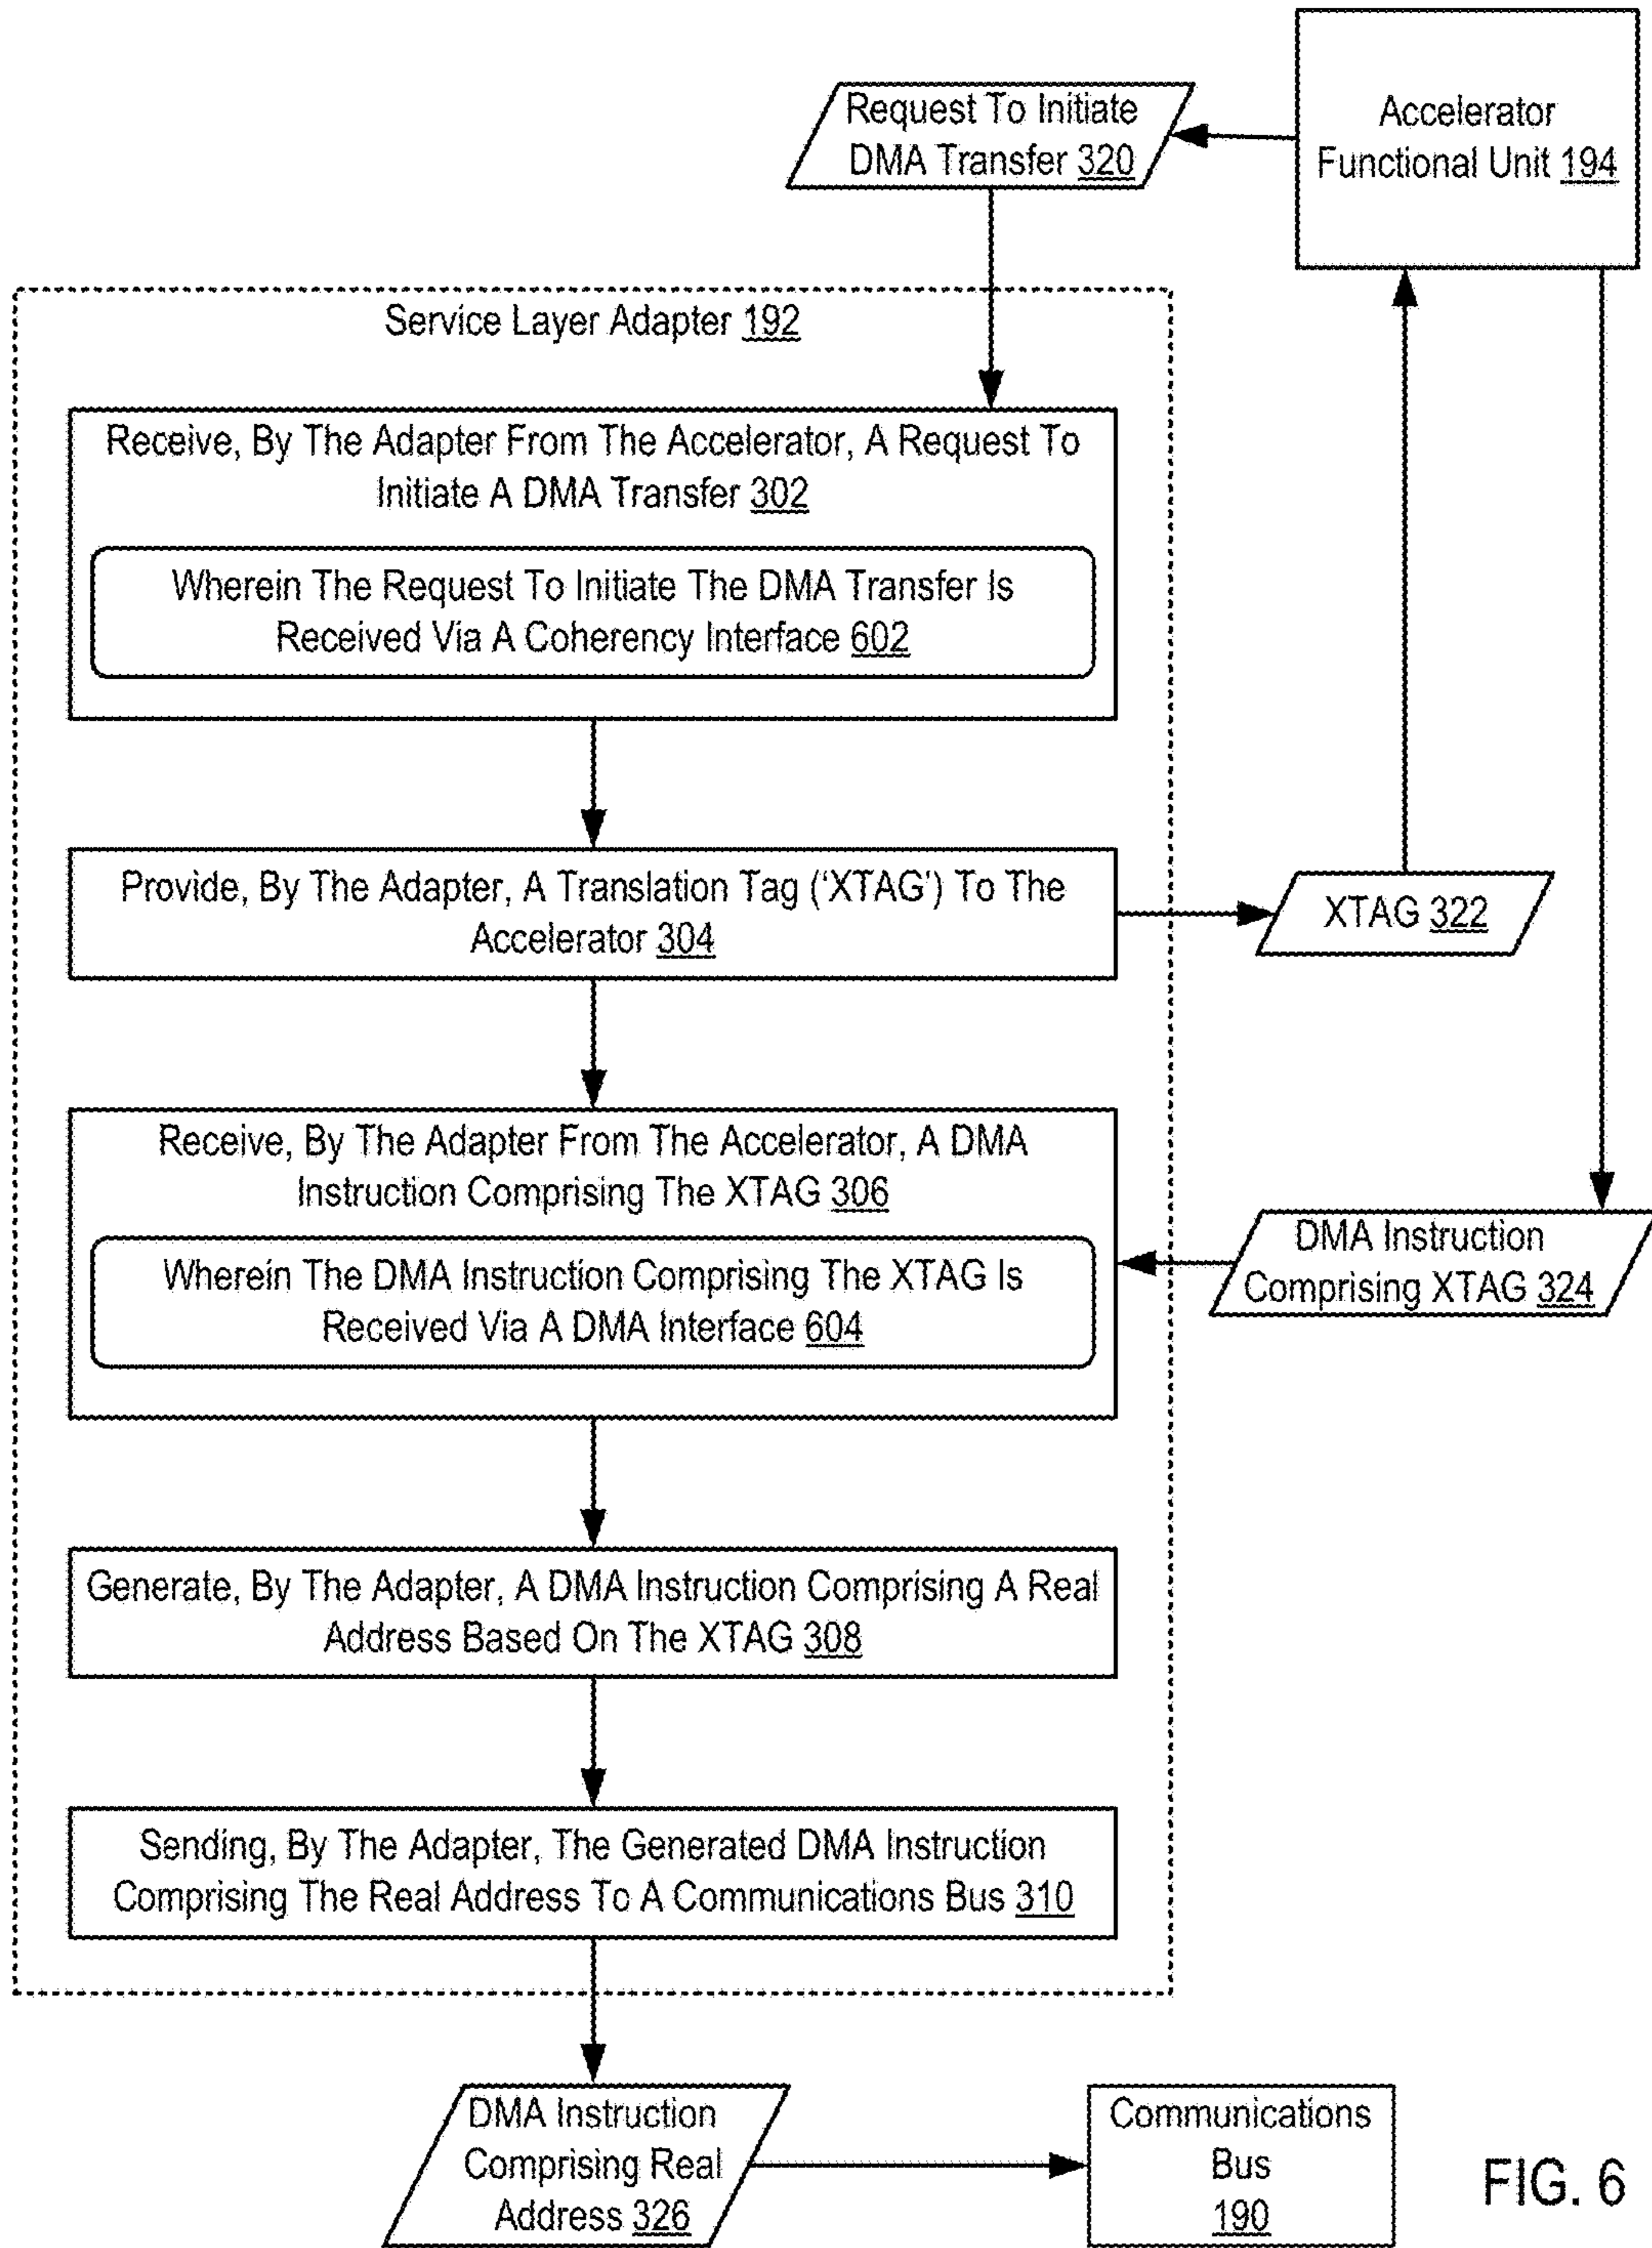 Request To Initiate
DMA Transfer 320
Accelerator
Functional Unit 194
Service Layer Adapter 192
Receive, By The Adapter From The Accelerator, A Request To
Initiate A DMA Transfer 302
Wherein The Request To Initiate The DMA Transfer Is
Received Via A Coherency Interface 602
Provide, By The Adapter, A Translation Tag ('XTAG') To The
Accelerator 304
XTAG 322
Receive, By The Adapter From The Accelerator, A DMA
Instruction Comprising The XTAG 306
Wherein The DMA Instruction Comprising The XTAG Is
Received Via A DMA Interface 604
DMA Instruction
Comprising XTAG 324
Generate, By The Adapter, A DMA Instruction Comprising A Real
Address Based On The XTAG 308
Sending, By The Adapter, The Generated DMA Instruction
Comprising The Real Address To A Communications Bus 310
DMA Instruction
Comprising Real
Address 326
Communications
Bus
190
FIG. 6